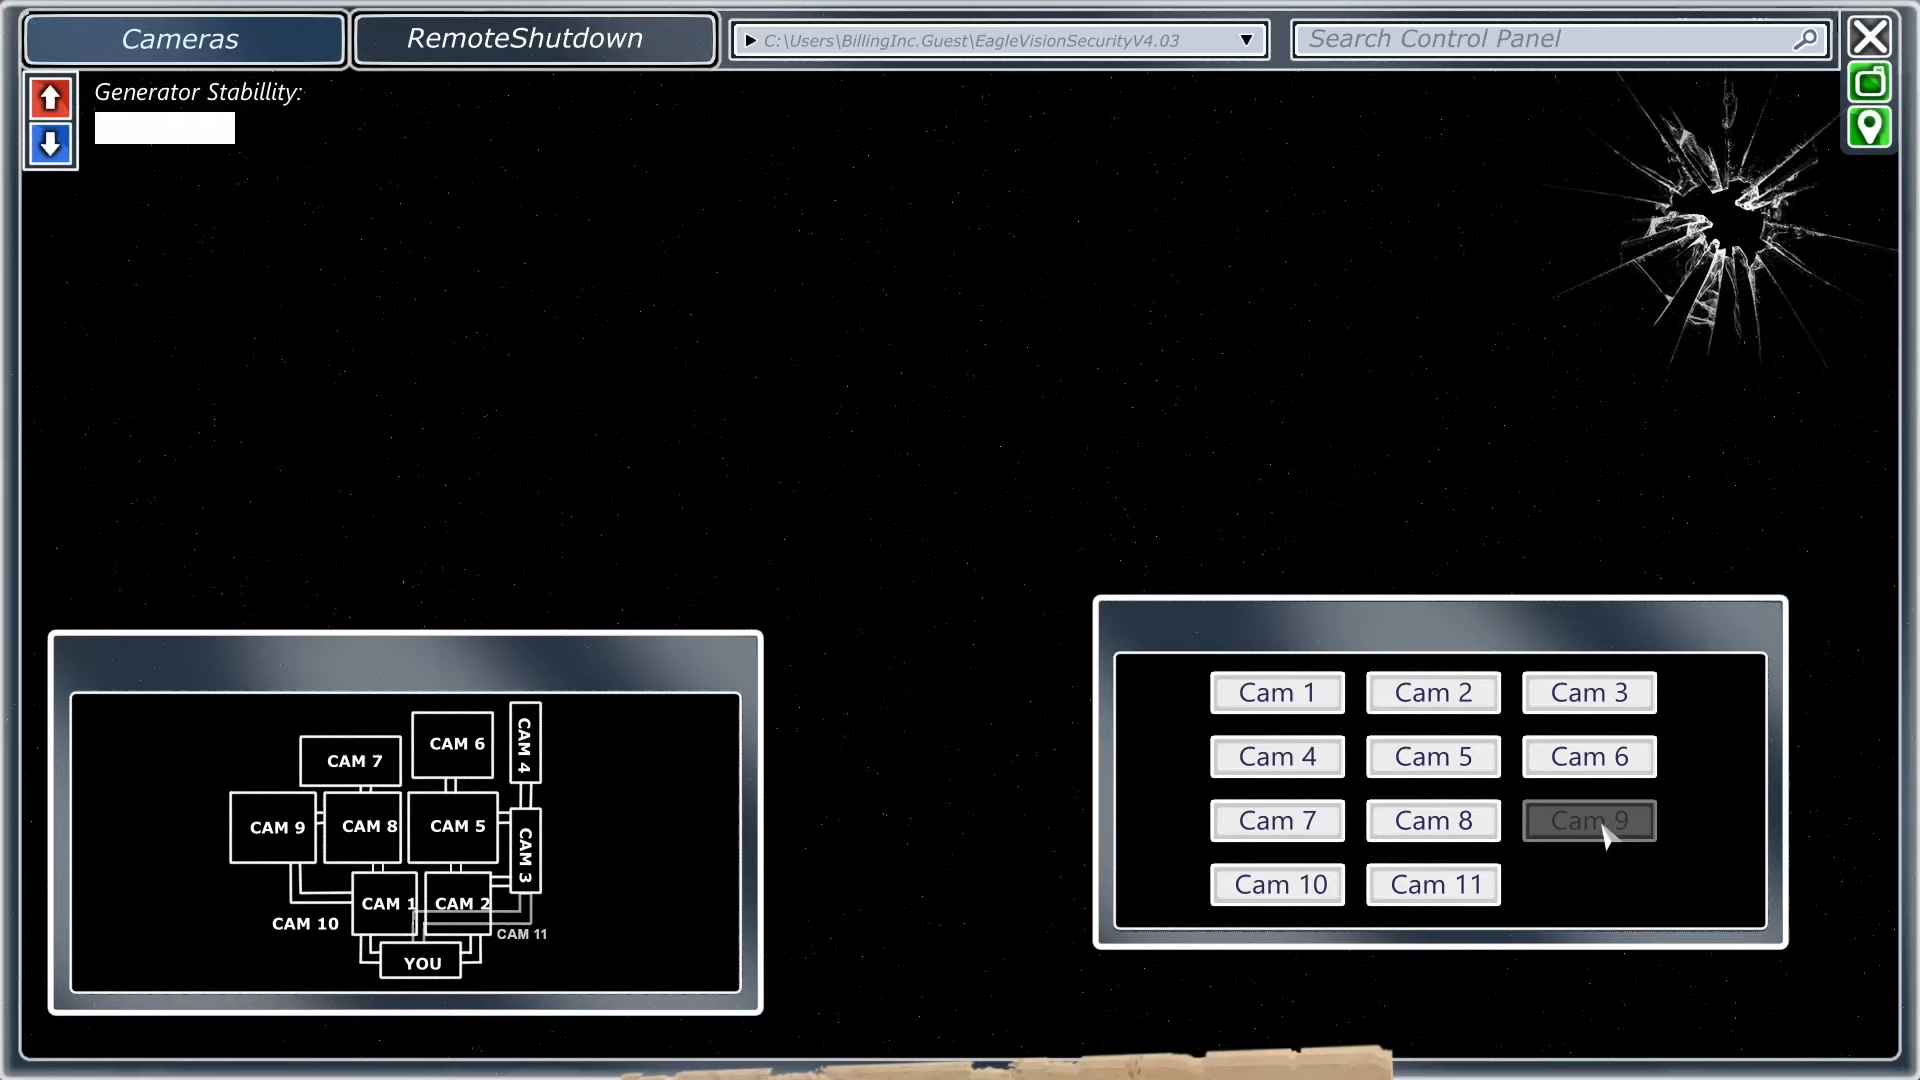 Cameras
RemoteShutdown
C:\Users\BillingInc.Guest\EagleVisionSecurityV4.03
Search Control Panel
Generator Stabillity:
CAM 7
CAM 6
CAM 4
CAM 9
CAM 8
CAM 5
CAM 3
CAM 1
CAM 2
CAM 10
CAM 11
YOU
Cam 1
Cam 2
Cam 3
Cam 4
Cam 5
Cam 6
Cam 7
Cam 8
Cam 9
Cam 10
Cam 11